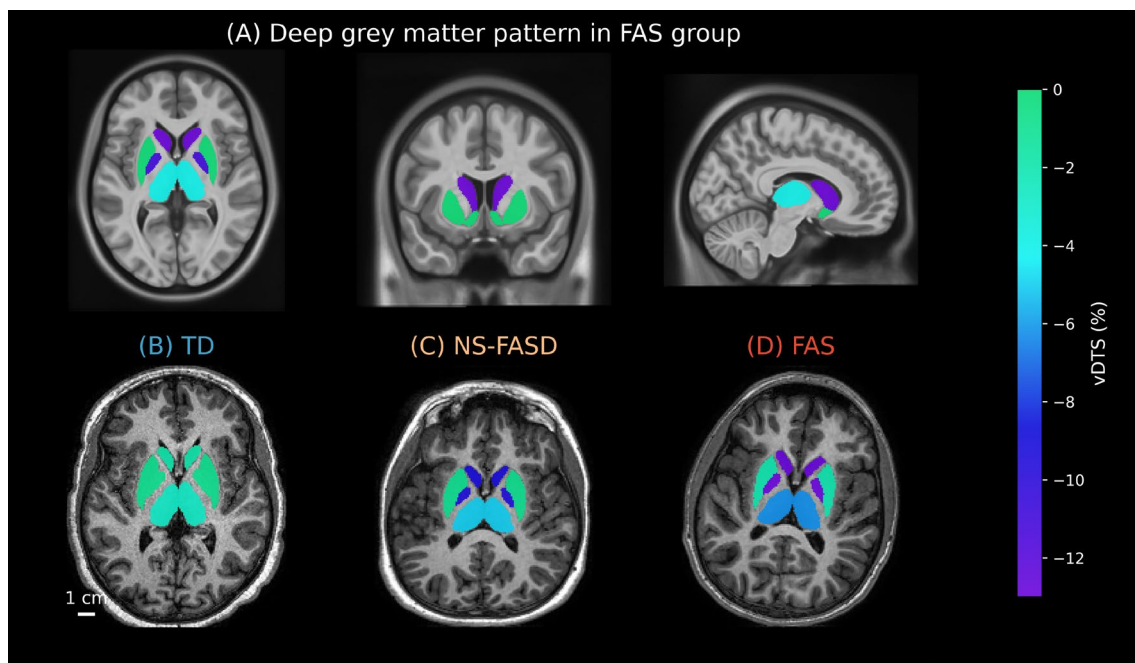 (A) Deep grey matter pattern in FAS group
(B) TD
(C) NS-FASD
(D) FAS
1 cm
0
−2
−4
−6
−8
−10
−12
vDTS (%)